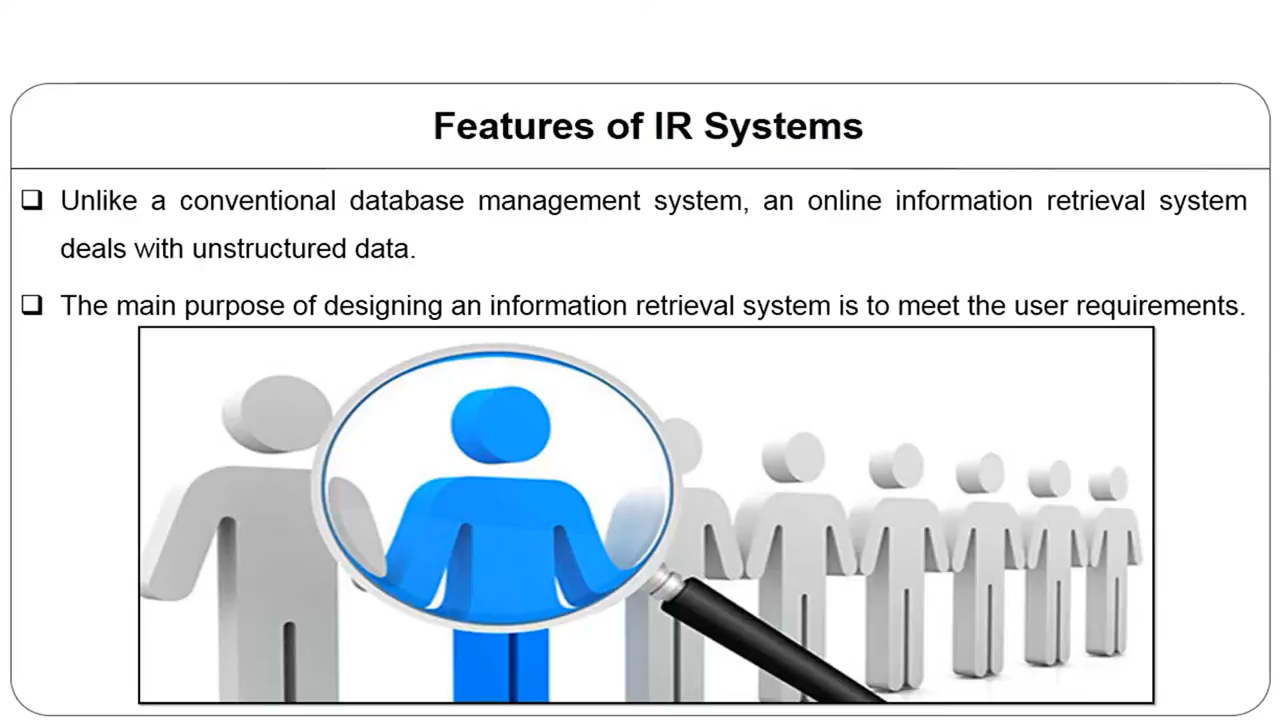 Features of IR Systems
Unlike a conventional database management system, an online information retrieval system
deals with unstructured data.
The main purpose of designing an information retrieval system is to meet the user requirements.